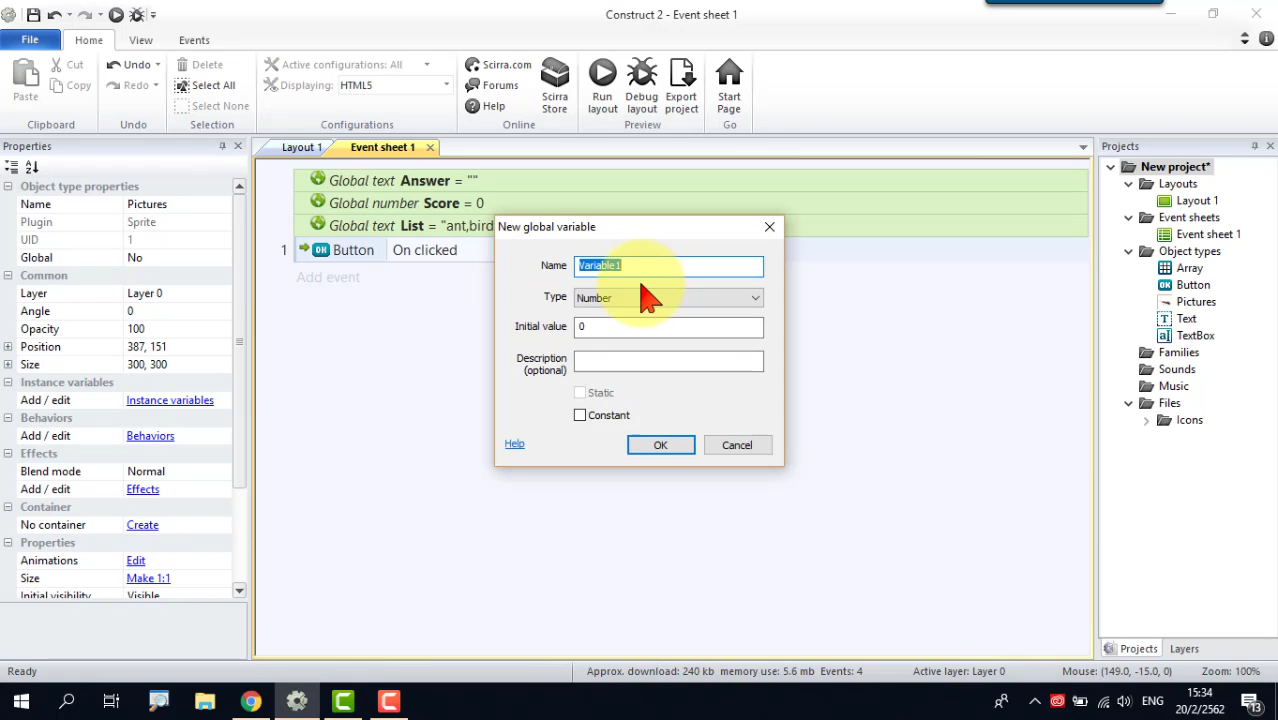 Construct 2 - Event sheet 1
File Home View Events
Paste
Cut
Copy
Clipboard
Undo
Redo
Undo
Delete
Select All
Select None
Selection
Active configurations: All
Displaying: HTML5
Configurations
Scirra.com
Forums
Help
Scirra Store
Online
Run layout
Debug layout
Export project
Preview
Start Page
Go
Properties
Object type properties
Name Pictures
Plugin Sprite
UID 1
Global No
Common
Layer Layer 0
Angle 0
Opacity 100
Position 387, 151
Size 300, 300
Instance variables
Add / edit Instance variables
Behaviors
Add / edit Behaviors
Effects
Blend mode Normal
Add / edit Effects
Container
No container Create
Properties
Animations Edit
Size Make 1:1
Initial visibility Visible
Layout 1
Event sheet 1
Global text Answer = ""
Global number Score = 0
Global text List = "ant,bird
1 OK Button On clicked
Add event
New global variable
Name Variable1
Type Number
Initial value 0
Description (optional)
Static
Constant
Help OK Cancel
Projects
New project*
Layouts
Layout 1
Event sheets
Event sheet 1
Object types
Array
OK Button
Pictures
T Text
a] TextBox
Families
Sounds
Music
Files
Icons
Projects Layers
Ready
Approx. download: 240 kb memory use: 5.6 mb Events: 4
Active layer: Layer 0
Mouse: (149.0, -15.0, 0)
Zoom: 100%
ENG
15:34
20/2/2562
13